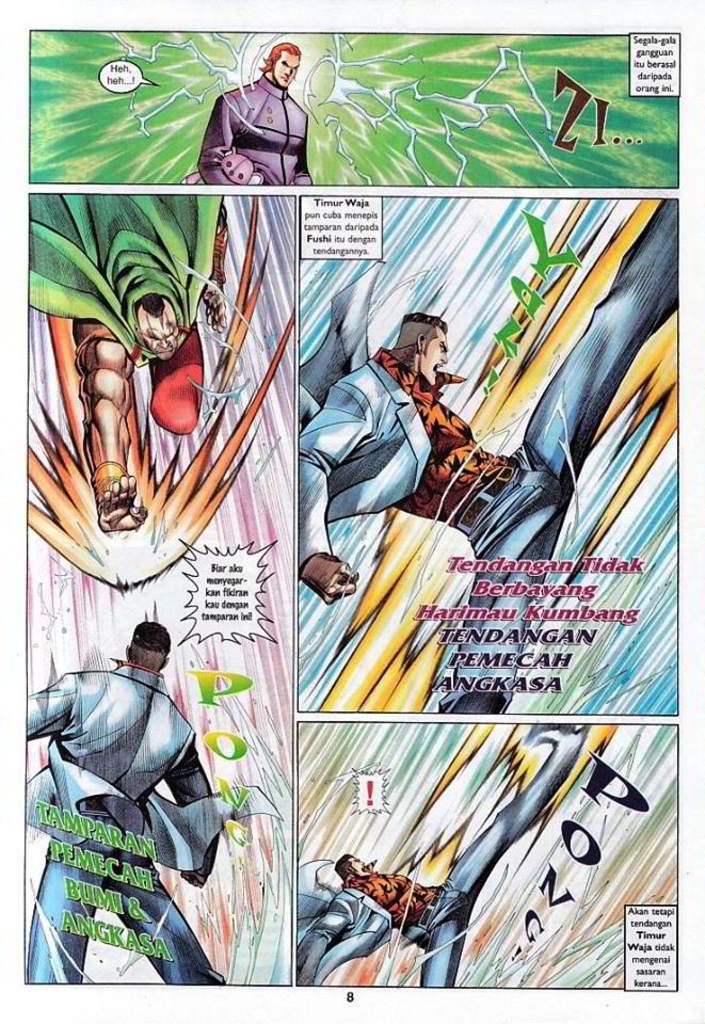 Heh,
heh...!
Segala-gala
gangguan
itu berasal
daripada
orang ini.
ZI...
Biar aku
menyegar-
kan fikiran
kau dengan
tamparan ini!
PONG
TAMPARAN
PEMECAH
BUMI &
ANGKASA
Timur Waja
pun cuba menepis
tamparan daripada
Fushi itu dengan
tendangannya.
Tendangan Tidak
Berbayang
Harimau Kumbang
TENDANGAN
PEMECAH
ANGKASA
!
PONG
Akan tetapi
tendangan
Timur
Waja tidak
mengenai
sasaran
kerana...
8